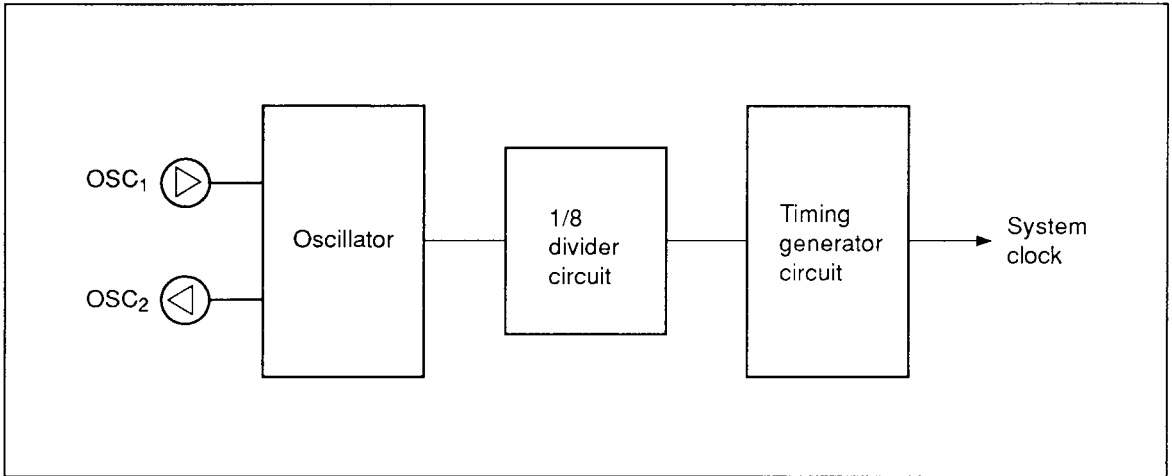 OSC₁
OSC₂
Oscillator
1/8
divider
circuit
Timing
generator
circuit
System
clock